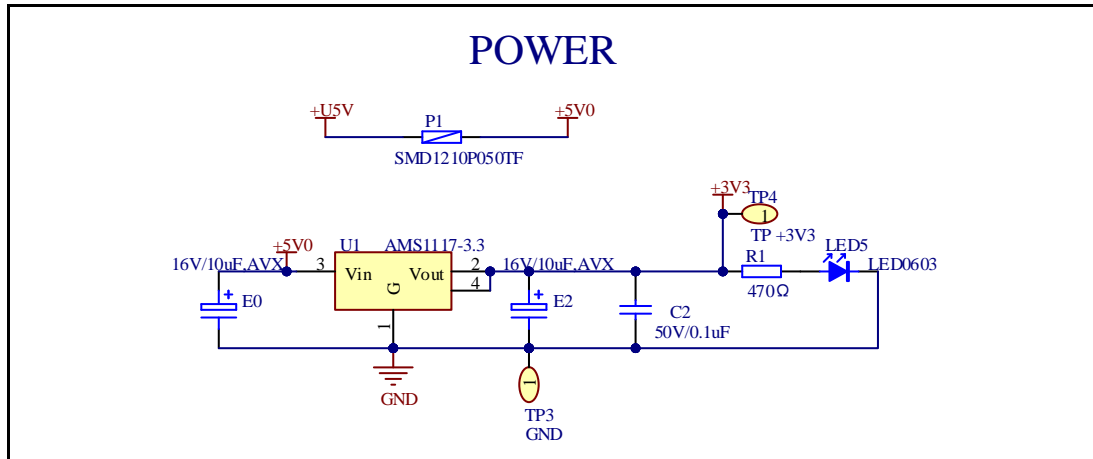 POWER
+U5V
P1
+5V0
SMD1210P050TF
+3V3
TP4
1
TP +3V3
+5V0
U1
AMS1117-3.3
LED5
16V/10uF,AVX
3
Vin
Vout
2
16V/10uF,AVX
R1
LED0603
4
G
470Ω
E0
E2
C2
1
50V/0.1uF
1
GND
TP3
GND